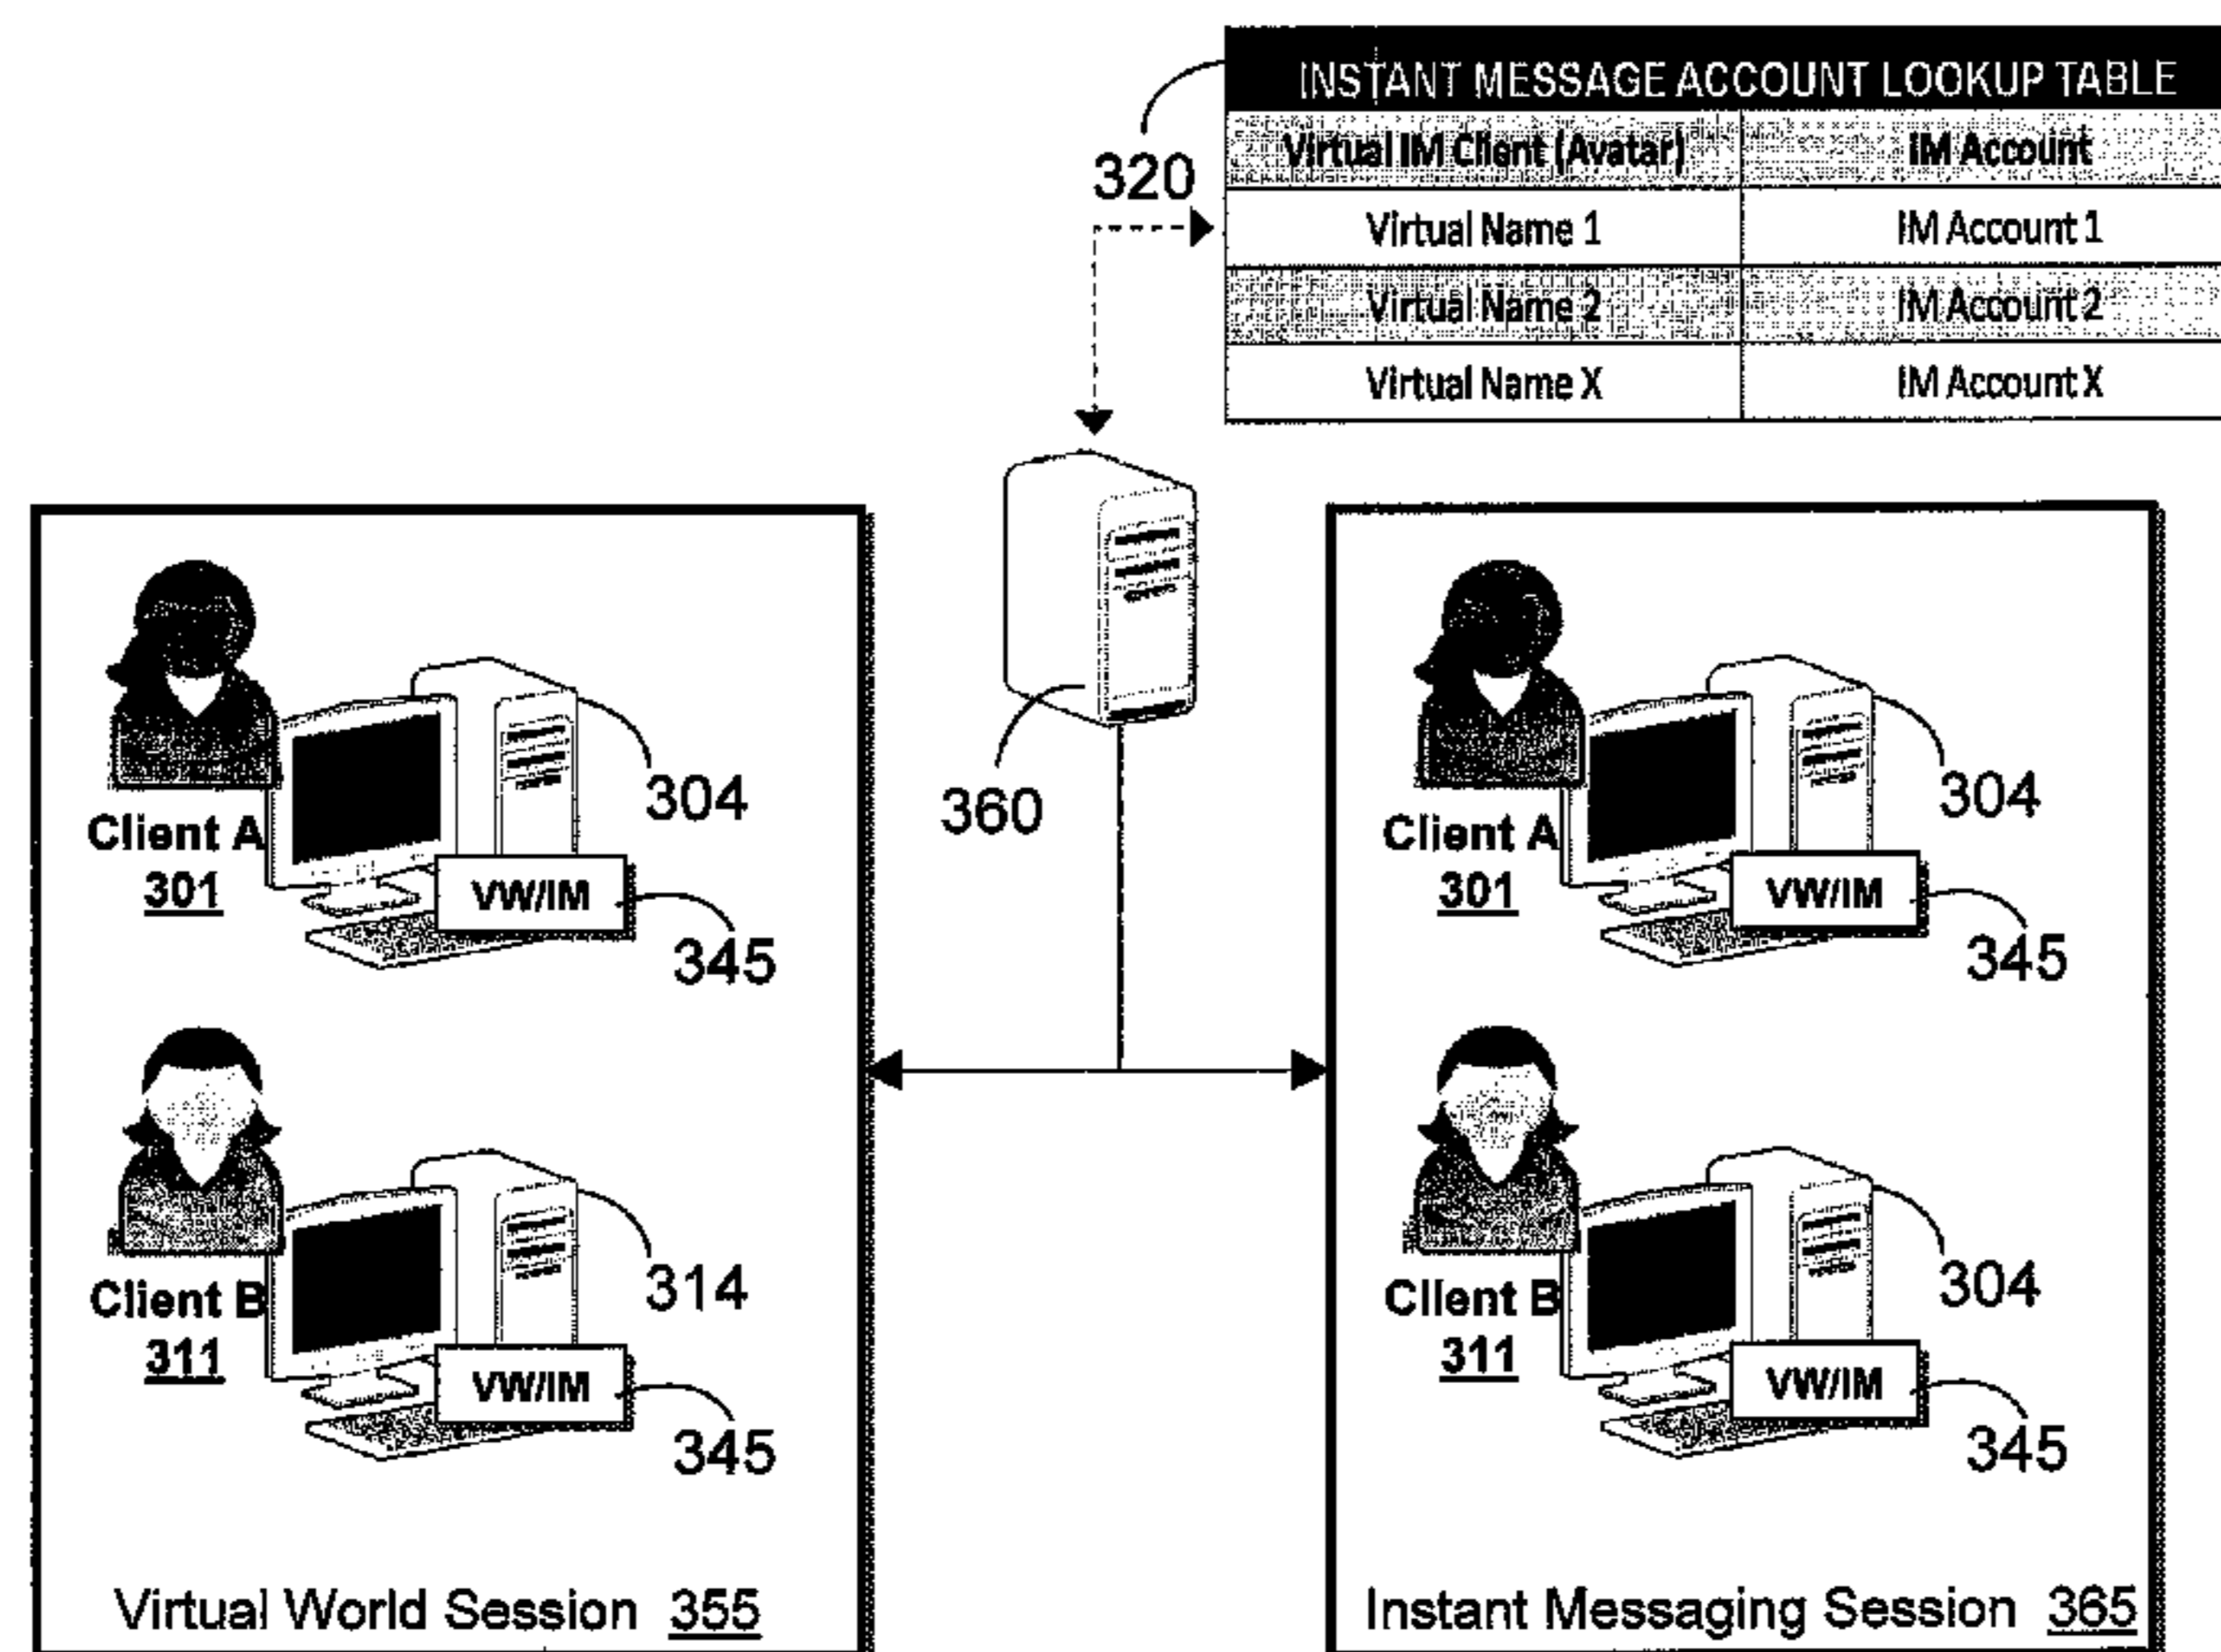 INSTANT MESSAGE ACCOUNT LOOKUP TABLE
Virtual IM Client (Avatar) IM Account
Virtual Name 1 IM Account 1
Virtual Name 2 IM Account 2
Virtual Name X IM Account X
320
360
Client A
301
304
VW/IM
345
Client B
311
314
VW/IM
345
Virtual World Session 355
Client A
301
304
VW/IM
345
Client B
311
304
VW/IM
345
Instant Messaging Session 365